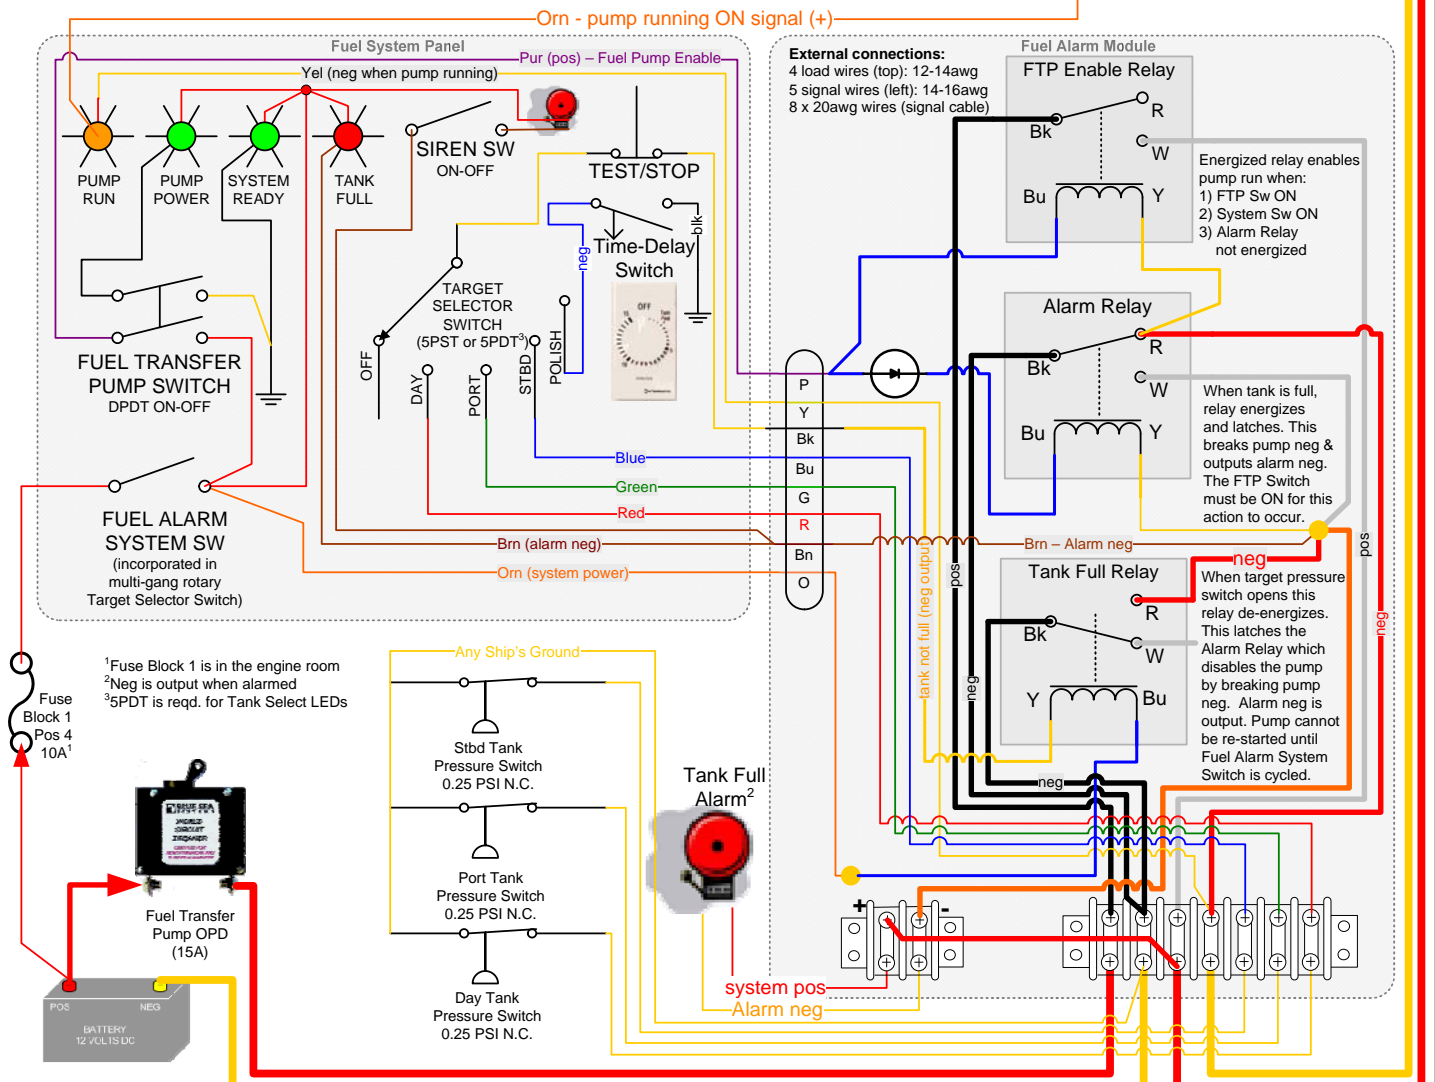 Orn - pump running ON signal (+)
Fuel System Panel
Pur (pos) – Fuel Pump Enable
Yel (neg when pump running)
PUMP
RUN
PUMP
POWER
SYSTEM
READY
TANK
FULL
SIREN SW
ON-OFF
TEST/STOP
neg
blk
Time-Delay
Switch
OFF
TARGET
SELECTOR
SWITCH
(5PST or 5PDT3)
OFF
DAY
PORT
STBD
POLISH
FUEL TRANSFER
PUMP SWITCH
DPDT ON-OFF
FUEL ALARM
SYSTEM SW
(incorporated in
multi-gang rotary
Target Selector Switch)
Blue
Green
Red
Brn (alarm neg)
Orn (system power)
External connections:
4 load wires (top): 12-14awg
5 signal wires (left): 14-16awg
8 x 20awg wires (signal cable)
Fuel Alarm Module
FTP Enable Relay
R
Bk
W
Bu
Y
Energized relay enables
pump run when:
1) FTP Sw ON
2) System Sw ON
3) Alarm Relay
not energized
Alarm Relay
R
Bk
W
Bu
Y
When tank is full,
relay energizes
and latches. This
breaks pump neg &
outputs alarm neg.
The FTP Switch
must be ON for this
action to occur.
P
Y
Bk
Bu
G
R
Bn
O
Brn – Alarm neg
tank not full (neg output)
pos
neg
pos
neg
neg
neg
Tank Full Relay
R
Bk
W
Y
Bu
When target pressure
switch opens this
relay de-energizes.
This latches the
Alarm Relay which
disables the pump
by breaking pump
neg. Alarm neg is
output. Pump cannot
be re-started until
Fuel Alarm System
Switch is cycled.
1Fuse Block 1 is in the engine room
2Neg is output when alarmed
35PDT is reqd. for Tank Select LEDs
Fuse
Block 1
Pos 4
10A1
BLUE SEA
SYSTEMS
WORLD
CIRCUIT
BREAKER
Fuel Transfer
Pump OPD
(15A)
POS
NEG
BATTERY
12 VOLTS DC
Any Ship's Ground
Stbd Tank
Pressure Switch
0.25 PSI N.C.
Port Tank
Pressure Switch
0.25 PSI N.C.
Day Tank
Pressure Switch
0.25 PSI N.C.
Tank Full
Alarm2
+
-
system pos
Alarm neg